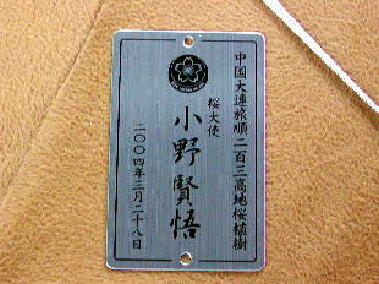 中国大連旅順二百三高地桜植樹
桜大使
小野賢悟
二〇〇四年三月二十八日